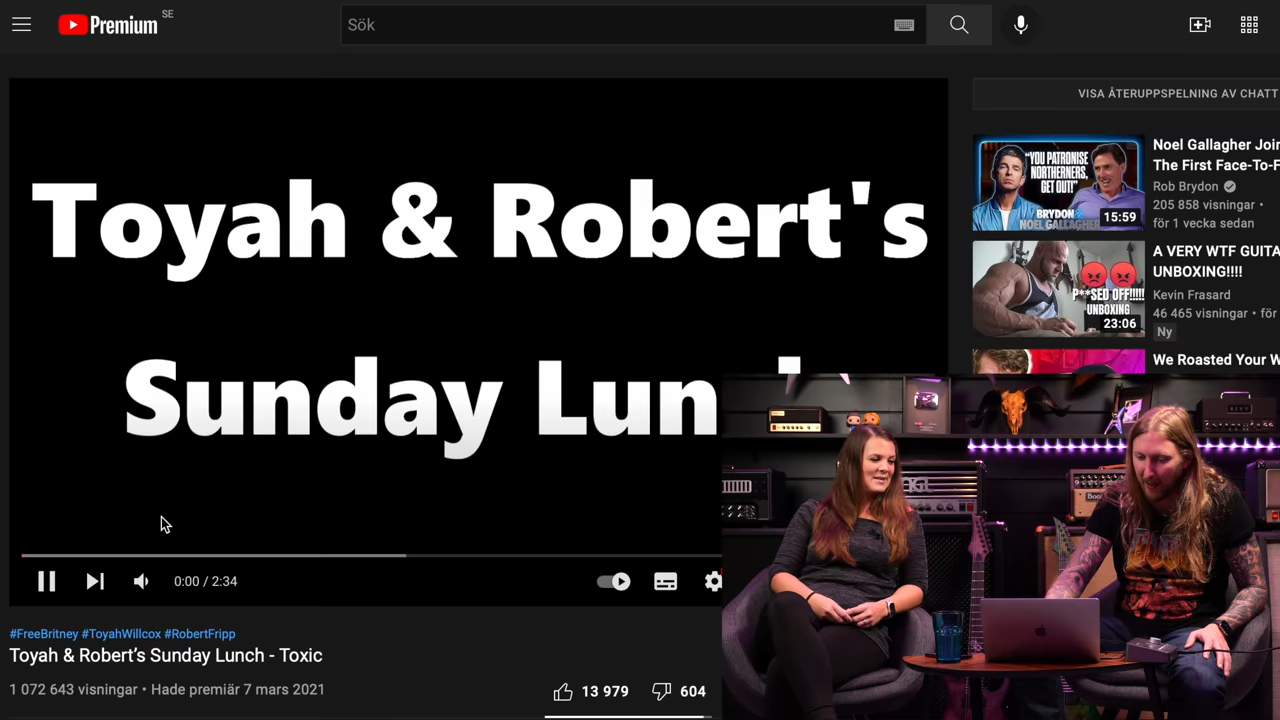 Premium
SE
Sök
Toyah & Robert's
Sunday Lun
0:00 / 2:34
#FreeBritney #ToyahWillcox #RobertFripp
Toyah & Robert's Sunday Lunch - Toxic
1 072 643 visningar • Hade premiär 7 mars 2021
13 979
604
VISA ÅTERUPPSPELNING AV CHATT
"YOU PATRONISE
NORTHERNERS,
GET OUT!"
BRYDON
NOEL GALLAGHER
15:59
Noel Gallagher Join
The First Face-To-F
Rob Brydon
205 858 visningar •
för 1 vecka sedan
P**SED OFF!!!!!
UNBOXING
23:06
A VERY WTF GUITA
UNBOXING!!!!
Kevin Frasard
46 465 visningar • för
Ny
We Roasted Your W